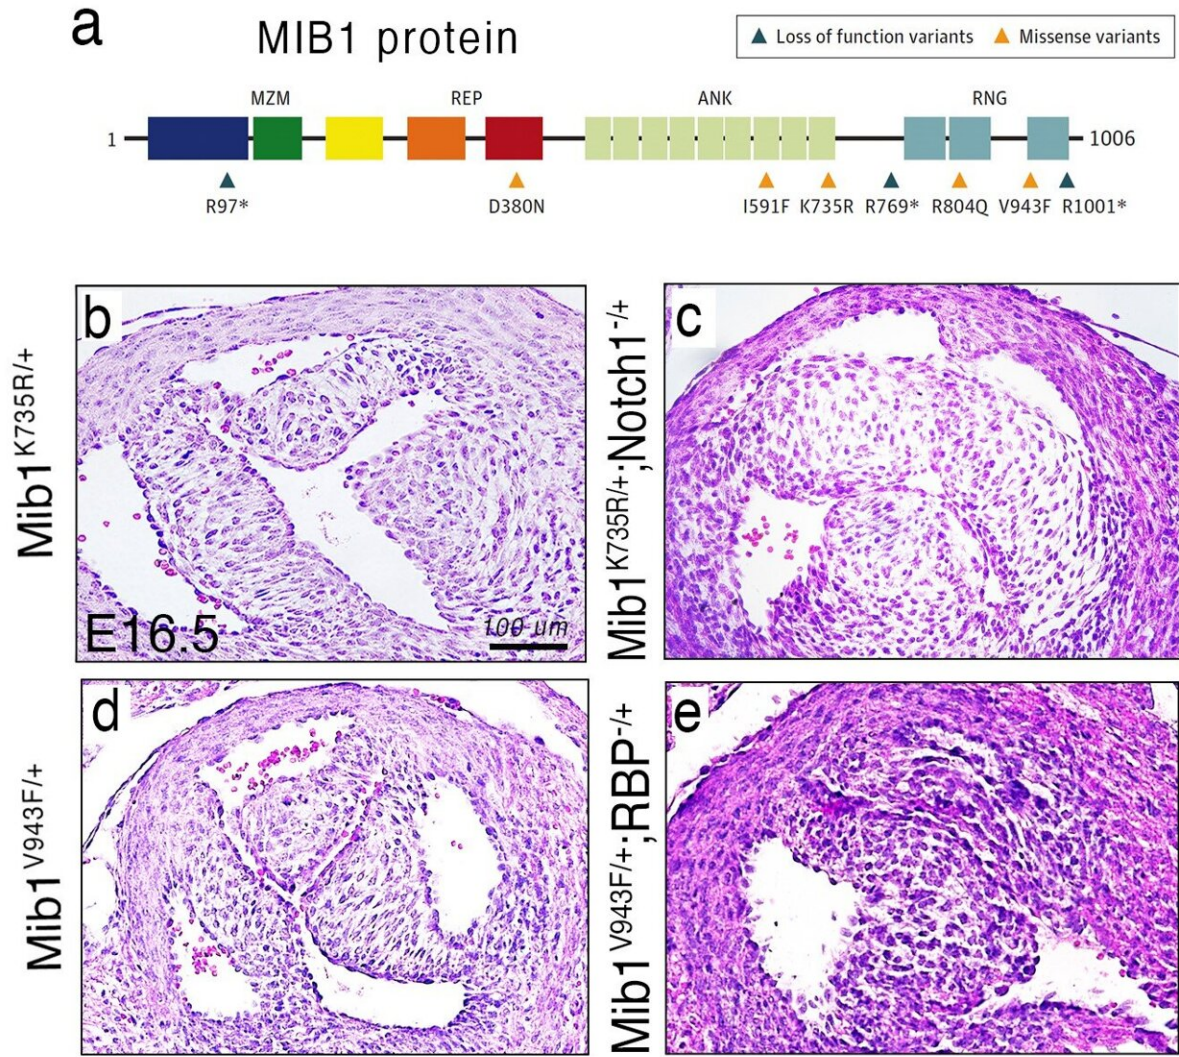 a
MIB1 protein
▲ Loss of function variants ▲ Missense variants
MZM REP ANK RNG
1 1006
R97* D380N I591F K735R R769* R804Q V943F R1001*
b
Mib1K735R/+
E16.5
100 um
c
Mib1K735R/+;Notch1-/+
d
Mib1V943F/+
e
Mib1V943F/+;RBP-/+